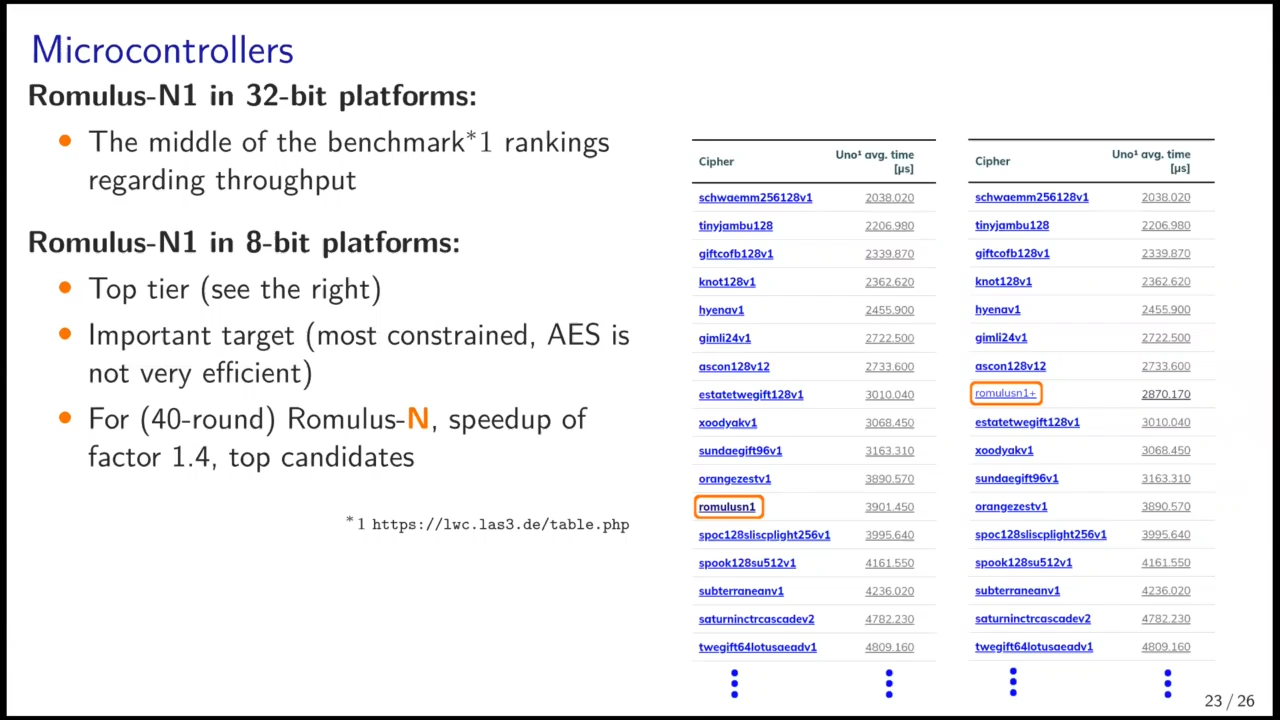 Microcontrollers
Romulus-N1 in 32-bit platforms:
• The middle of the benchmark*1 rankings
regarding throughput
Romulus-N1 in 8-bit platforms:
• Top tier (see the right)
• Important target (most constrained, AES is
not very efficient)
• For (40-round) Romulus-N, speedup of
factor 1.4, top candidates
*1 https://lwc.las3.de/table.php
Cipher Uno¹ avg. time
[µs]
schwaemm256128v1 2038.020
tinyjambu128 2206.980
giftcofb128v1 2339.870
knot128v1 2362.620
hyenav1 2455.900
gimli24v1 2722.500
ascon128v12 2733.600
estatetwegift128v1 3010.040
xoodyakv1 3068.450
sundaegift96v1 3163.310
orangezestv1 3890.570
romulusn1 3901.450
spoc128sliscplight256v1 3995.640
spook128su512v1 4161.550
subterraneanv1 4236.020
saturninctrcascadev2 4782.230
twegift64lotusaeadv1 4809.160
Cipher Uno¹ avg. time
[µs]
schwaemm256128v1 2038.020
tinyjambu128 2206.980
giftcofb128v1 2339.870
knot128v1 2362.620
hyenav1 2455.900
gimli24v1 2722.500
ascon128v12 2733.600
romulusn1+ 2870.170
estatetwegift128v1 3010.040
xoodyakv1 3068.450
sundaegift96v1 3163.310
orangezestv1 3890.570
spoc128sliscplight256v1 3995.640
spook128su512v1 4161.550
subterraneanv1 4236.020
saturninctrcascadev2 4782.230
twegift64lotusaeadv1 4809.160
23 / 26